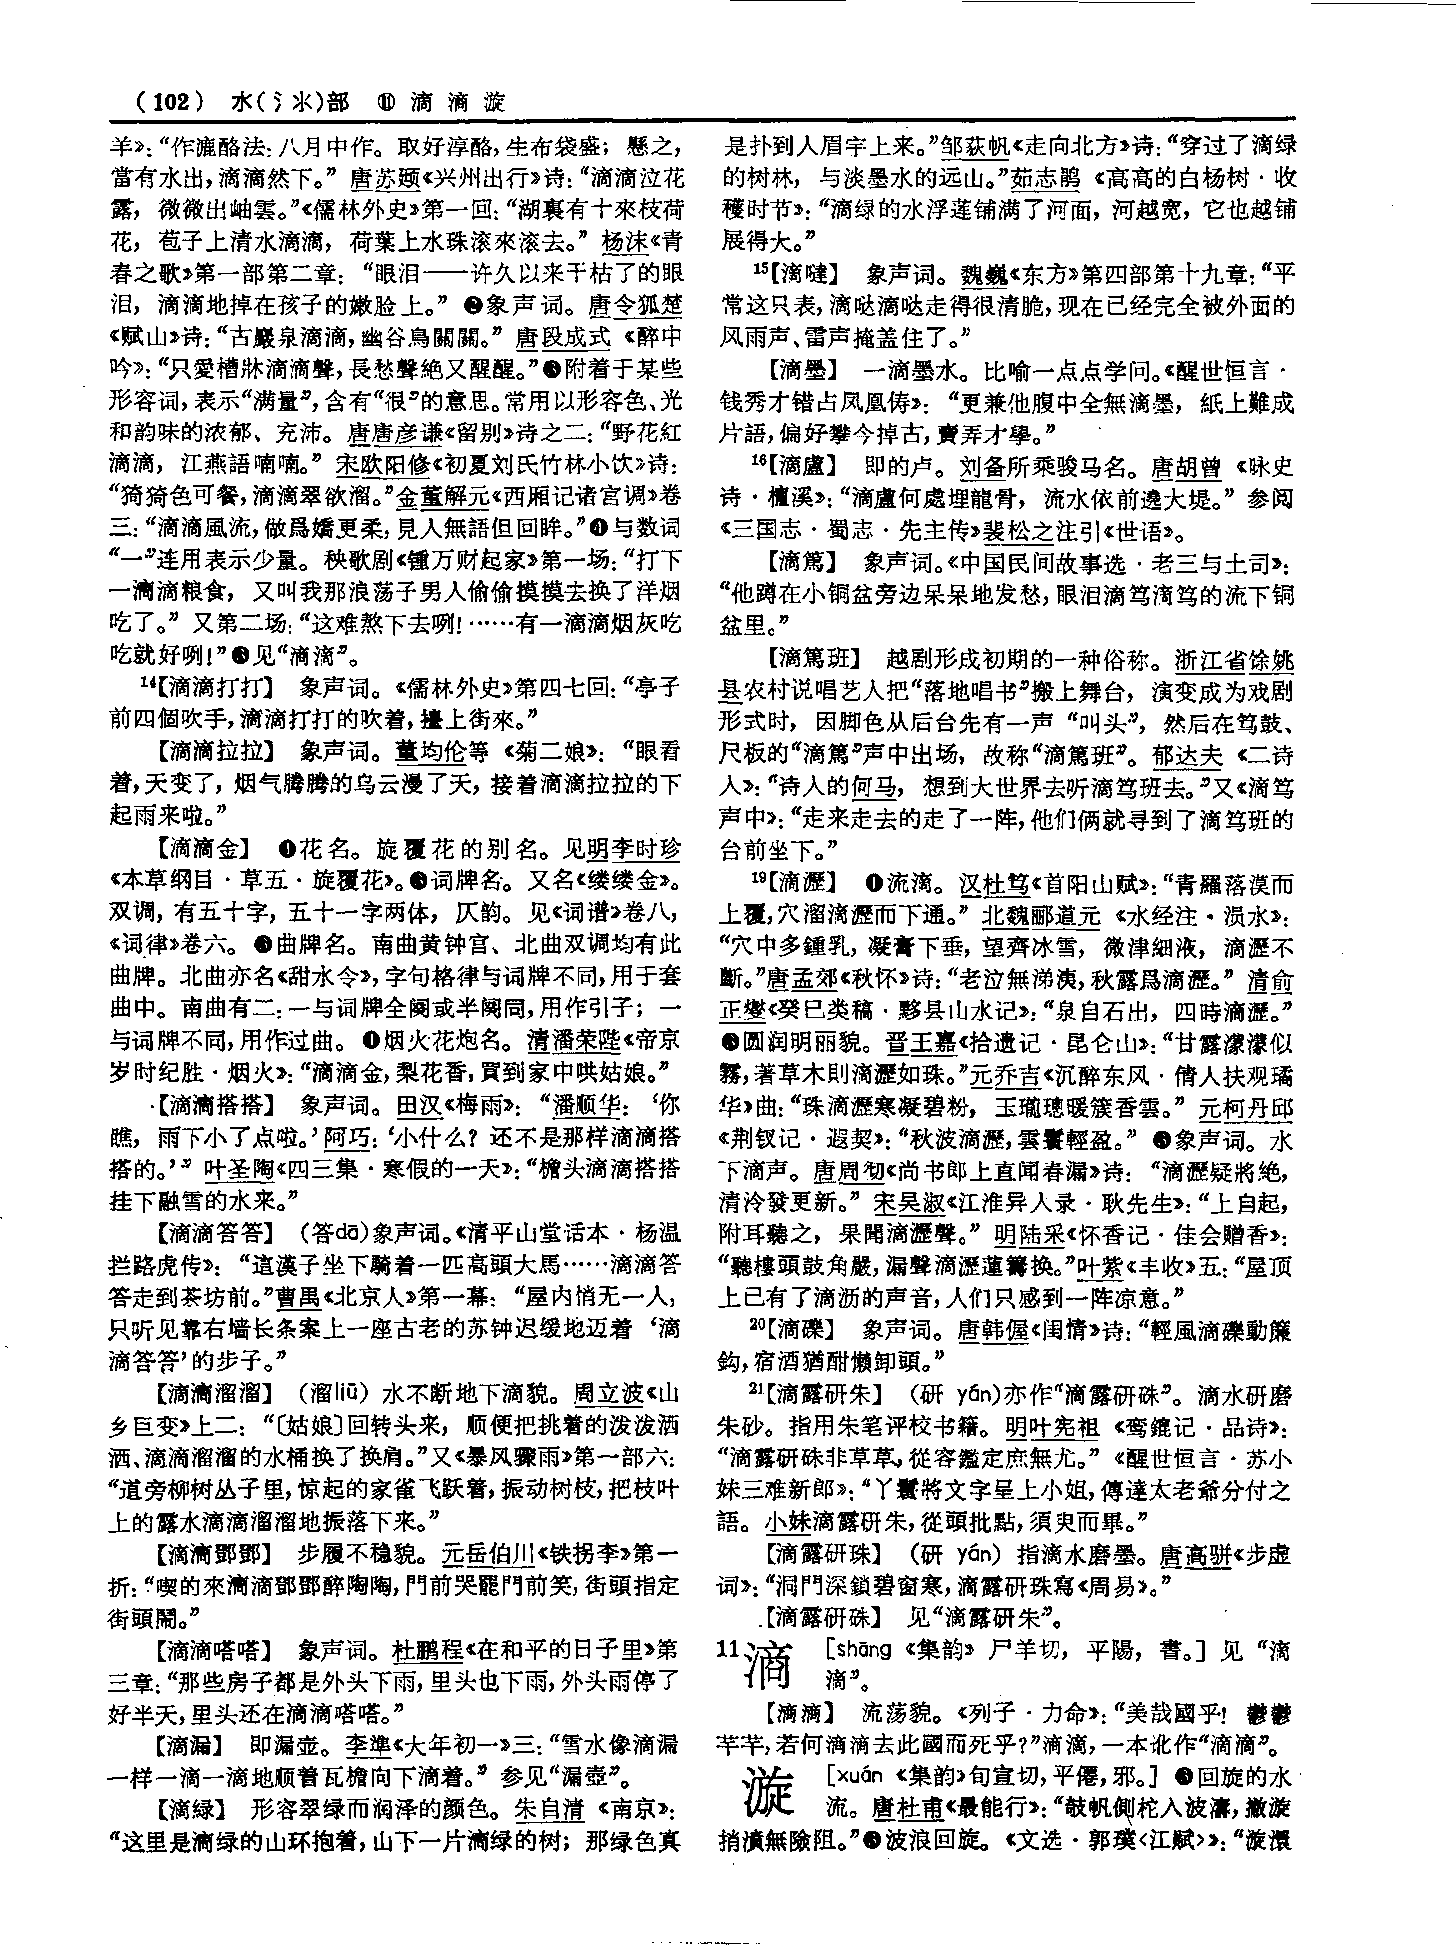 （102） 水(氵氺)部 ⑪ 滴 滳 漩
羊》：“作漉酪法：八月中作。取好淳酪，生布袋盛；懸之，
當有水出，滴滴然下。” 唐苏颋《兴州出行》诗：“滴滴泣花
露，微微出岫雲。”《儒林外史》第一回：“湖裏有十來枝荷
花，苞子上清水滴滴，荷葉上水珠滚來滚去。” 杨沫《青
春之歌》第一部第二章：“眼泪——许久以来干枯了的眼
泪，滴滴地掉在孩子的嫩脸上。” ❷象声词。唐令狐楚
《赋山》诗：“古巖泉滴滴，幽谷鳥關關。” 唐段成式《醉中
吟》：“只愛槽牀滴滴聲，長愁聲絶又醒醒。”❸附着于某些
形容词，表示“满量”，含有“很”的意思。常用以形容色、光
和韵味的浓郁、充沛。唐唐彦谦《留别》诗之二：“野花紅
滴滴，江燕語喃喃。” 宋欧阳修《初夏刘氏竹林小饮》诗：
“猗猗色可餐，滴滴翠欲溜。”金董解元《西厢记诸宫调》卷
三：“滴滴風流，做爲嬌更柔，見人無語但回眸。”❹与数词
“一”连用表示少量。秧歌剧《锺万财起家》第一场：“打下
一滴滴粮食，又叫我那浪荡子男人偷偷摸摸去换了洋烟
吃了。” 又第二场：“这难熬下去咧！……有一滴滴烟灰吃
吃就好咧！”❺见“滳滳”。
14【滴滴打打】 象声词。《儒林外史》第四七回：“亭子
前四個吹手，滴滴打打的吹着，擡上街來。”
【滴滴拉拉】 象声词。董均伦等《菊二娘》：“眼看
着，天变了，烟气腾腾的乌云漫了天，接着滴滴拉拉的下
起雨来啦。”
【滴滴金】 ❶花名。旋覆花的别名。见明李时珍
《本草纲目·草五·旋覆花》。❷词牌名。又名《缕缕金》。
双调，有五十字，五十一字两体，仄韵。见《词谱》卷八，
《词律》卷六。❸曲牌名。南曲黄钟宫、北曲双调均有此
曲牌。北曲亦名《甜水令》，字句格律与词牌不同，用于套
曲中。南曲有二：一与词牌全阕或半阕同，用作引子；一
与词牌不同，用作过曲。❹烟火花炮名。清潘荣陛《帝京
岁时纪胜·烟火》：“滴滴金，梨花香，買到家中哄姑娘。”
【滴滴搭搭】 象声词。田汉《梅雨》：“潘顺华：‘你
瞧，雨下小了点啦。’阿巧：‘小什么？还不是那样滴滴搭
搭的。’” 叶圣陶《四三集·寒假的一天》：“檐头滴滴搭搭
挂下融雪的水来。”
【滴滴答答】 （答dā）象声词。《清平山堂话本·杨温
拦路虎传》：“這漢子坐下騎着一匹高頭大馬……滴滴答
答走到茶坊前。”曹禺《北京人》第一幕：“屋内悄无一人，
只听见靠右墙长条案上一座古老的苏钟迟缓地迈着‘滴
滴答答’的步子。”
【滴滴溜溜】 （溜liū）水不断地下滴貌。周立波《山
乡巨变》上二：“〔姑娘〕回转头来，顺便把挑着的泼泼洒
洒、滴滴溜溜的水桶换了换肩。”又《暴风骤雨》第一部六：
“道旁柳树丛子里，惊起的家雀飞跃着，振动树枝，把枝叶
上的露水滴滴溜溜地振落下来。”
【滴滴鄧鄧】 步履不稳貌。元岳伯川《铁拐李》第一
折：“喫的來滴滴鄧鄧醉陶陶，門前哭罷門前笑，街頭指定
街頭鬧。”
【滴滴嗒嗒】 象声词。杜鹏程《在和平的日子里》第
三章：“那些房子都是外头下雨，里头也下雨，外头雨停了
好半天，里头还在滴滴嗒嗒。”
【滴漏】 即漏壶。李準《大年初一》三：“雪水像滴漏
一样一滴一滴地顺着瓦檐向下滴着。” 参见“漏壶”。
【滴绿】 形容翠绿而润泽的颜色。朱自清《南京》：
“这里是滴绿的山环抱着，山下一片滴绿的树；那绿色真
是扑到人眉宇上来。”邹荻帆《走向北方》诗：“穿过了滴绿
的树林，与淡墨水的远山。”茹志鹃《高高的白杨树·收
穫时节》：“滴绿的水浮莲铺满了河面，河越宽，它也越铺
展得大。”
15【滴噠】 象声词。魏巍《东方》第四部第十九章：“平
常这只表，滴哒滴哒走得很清脆，现在已经完全被外面的
风雨声、雷声掩盖住了。”
【滴墨】 一滴墨水。比喻一点点学问。《醒世恒言·
钱秀才错占凤凰俦》：“更兼他腹中全無滴墨，紙上難成
片語，偏好攀今掉古，賣弄才學。”
16【滴盧】 即的卢。刘备所乘骏马名。唐胡曾《咏史
诗·檀溪》：“滴盧何處埋龍骨，流水依前遶大堤。” 参阅
《三国志·蜀志·先主传》裴松之注引《世语》。
【滴篤】 象声词。《中国民间故事选·老三与土司》：
“他蹲在小铜盆旁边呆呆地发愁，眼泪滴笃滴笃的流下铜
盆里。”
【滴篤班】 越剧形成初期的一种俗称。浙江省馀姚
县农村说唱艺人把“落地唱书”搬上舞台，演变成为戏剧
形式时，因脚色从后台先有一声“叫头”，然后在笃鼓、
尺板的“滴篤”声中出场，故称“滴篤班”。郁达夫《二诗
人》：“诗人的何马，想到大世界去听滴笃班去。”又《滴笃
声中》：“走来走去的走了一阵，他们俩就寻到了滴笃班的
台前坐下。”
19【滴瀝】 ❶流滴。汉杜笃《首阳山赋》：“青羅落漠而
上覆，穴溜滴瀝而下通。” 北魏郦道元《水经注·溳水》：
“穴中多鍾乳，凝膏下垂，望齊冰雪，微津細液，滴瀝不
斷。”唐孟郊《秋怀》诗：“老泣無涕洟，秋露爲滴瀝。” 清俞
正燮《癸巳类稿·黟县山水记》：“泉自石出，四時滴瀝。”
❷圆润明丽貌。晋王嘉《拾遗记·昆仑山》：“甘露濛濛似
霧，著草木則滴瀝如珠。”元乔吉《沉醉东风·倩人扶观璚
华》曲：“珠滴瀝寒凝碧粉，玉瓏璁暖簇香雲。” 元柯丹邱
《荆钗记·遐契》：“秋波滴瀝，雲鬟輕盈。” ❸象声词。水
下滴声。唐周彻《尚书郎上直闻春漏》诗：“滴瀝疑將絶，
清泠發更新。” 宋吴淑《江淮异人录·耿先生》：“上自起，
附耳聽之，果聞滴瀝聲。” 明陆采《怀香记·佳会赠香》：
“聽樓頭鼓角嚴，漏聲滴瀝蓮籌换。”叶紫《丰收》五：“屋顶
上已有了滴沥的声音，人们只感到一阵凉意。”
20【滴礫】 象声词。唐韩偓《闺情》诗：“輕風滴礫動簾
鈎，宿酒猶酣懒卸頭。”
21【滴露研朱】 （研 yán）亦作“滴露研硃”。滴水研磨
朱砂。指用朱笔评校书籍。明叶宪祖《鸾鎞记·品诗》：
“滴露研硃非草草，從容鑑定庶無尤。”《醒世恒言·苏小
妹三难新郎》：“丫鬟將文字呈上小姐，傳達太老爺分付之
語。小妹滴露研朱，從頭批點，須臾而畢。”
【滴露研珠】 （研 yán）指滴水磨墨。唐高骈《步虚
词》：“洞門深鎖碧窗寒，滴露研珠寫《周易》。”
【滴露研硃】 见“滴露研朱”。
11滳 [shāng 《集韵》尸羊切，平陽，書。] 见“滳
滳”。
【滳滳】 流荡貌。《列子·力命》：“美哉國乎！鬱鬱
芊芊，若何滳滳去此國而死乎？”滳滳，一本讹作“滴滴”。
漩 [xuán 《集韵》旬宣切，平僊，邪。] ❶回旋的水
流。唐杜甫《最能行》：“攲帆側柁入波濤，撇漩
捎濆無險阻。”❷波浪回旋。《文选·郭璞〈江赋〉》：“漩澴